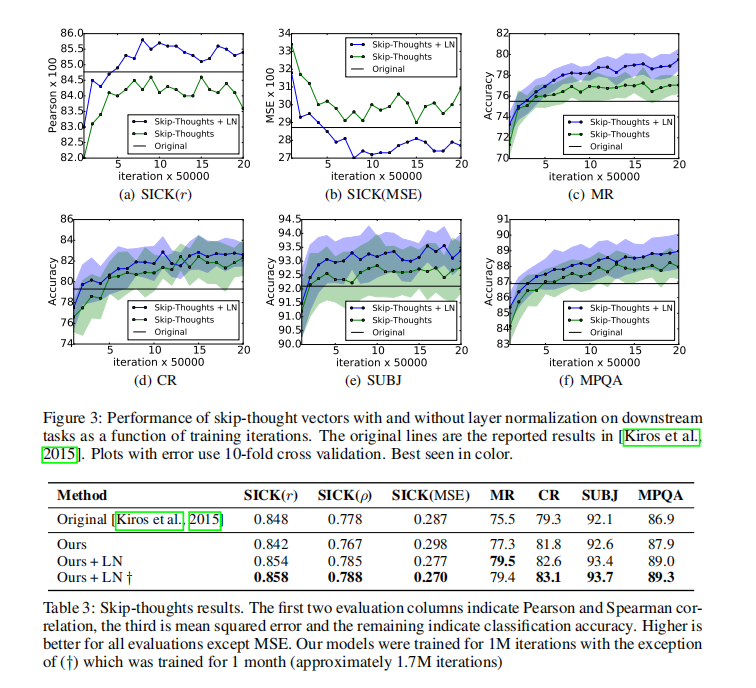 86.0
85.5
85.0
84.5
84.0
83.5
83.0
82.5
82.0
Pearson x 100
Skip-Thoughts + LN
Skip-Thoughts
Original
5 10 15 20
iteration x 50000
(a) SICK(r)
34
33
32
31
30
29
28
27
MSE x 100
Skip-Thoughts + LN
Skip-Thoughts
Original
5 10 15 20
iteration x 50000
(b) SICK(MSE)
82
80
78
76
74
72
70
Accuracy
Skip-Thoughts + LN
Skip-Thoughts
Original
5 10 15 20
iteration x 50000
(c) MR
86
84
82
80
78
76
74
Accuracy
Skip-Thoughts + LN
Skip-Thoughts
Original
5 10 15 20
iteration x 50000
(d) CR
94.5
94.0
93.5
93.0
92.5
92.0
91.5
91.0
90.5
90.0
Accuracy
Skip-Thoughts + LN
Skip-Thoughts
Original
5 10 15 20
iteration x 50000
(e) SUBJ
91
90
89
88
87
86
85
84
83
Accuracy
Skip-Thoughts + LN
Skip-Thoughts
Original
5 10 15 20
iteration x 50000
(f) MPQA
Figure 3: Performance of skip-thought vectors with and without layer normalization on downstream
tasks as a function of training iterations. The original lines are the reported results in [Kiros et al.,
2015]. Plots with error use 10-fold cross validation. Best seen in color.
Method SICK(r) SICK(ρ) SICK(MSE) MR CR SUBJ MPQA
Original [Kiros et al., 2015] 0.848 0.778 0.287 75.5 79.3 92.1 86.9
Ours 0.842 0.767 0.298 77.3 81.8 92.6 87.9
Ours + LN 0.854 0.785 0.277 79.5 82.6 93.4 89.0
Ours + LN † 0.858 0.788 0.270 79.4 83.1 93.7 89.3
Table 3: Skip-thoughts results. The first two evaluation columns indicate Pearson and Spearman cor-
relation, the third is mean squared error and the remaining indicate classification accuracy. Higher is
better for all evaluations except MSE. Our models were trained for 1M iterations with the exception
of (†) which was trained for 1 month (approximately 1.7M iterations)